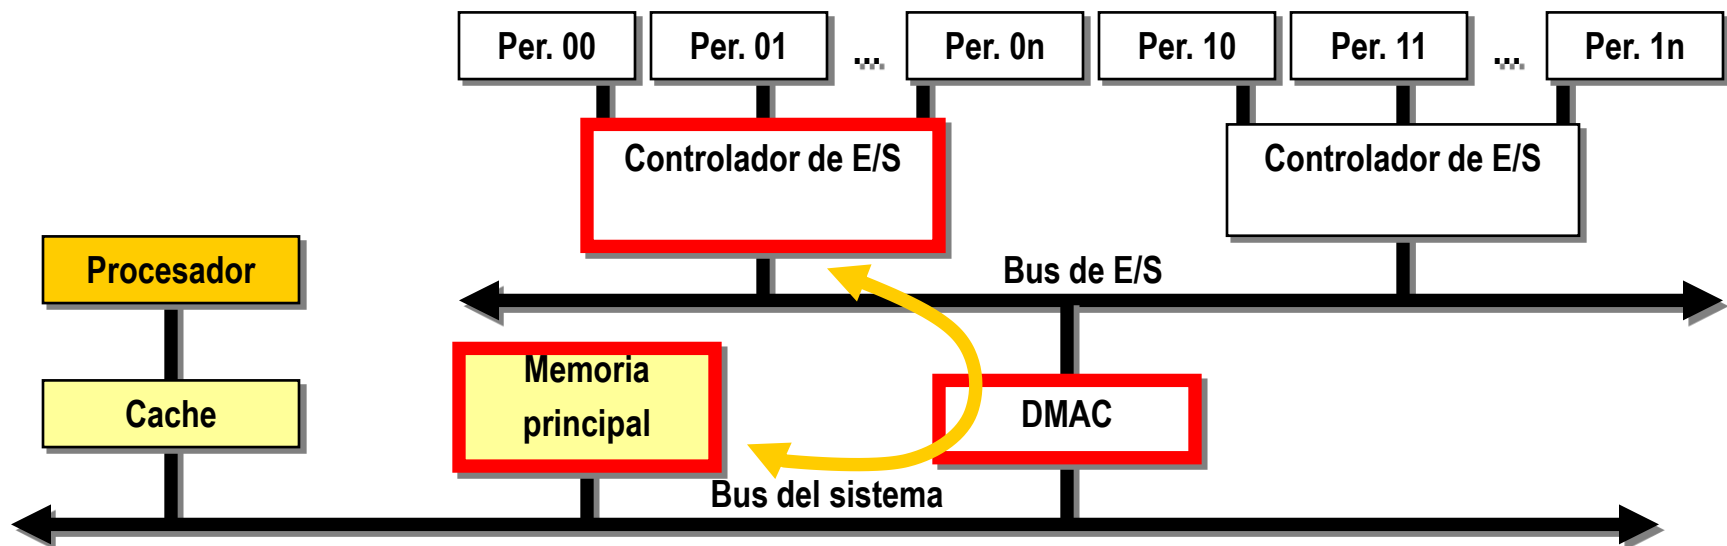 Per. 00
Per. 01
...
Per. 0n
Per. 10
Per. 11
...
Per. 1n
Controlador de E/S
Controlador de E/S
Procesador
Bus de E/S
Memoria
principal
Cache
DMAC
Bus del sistema